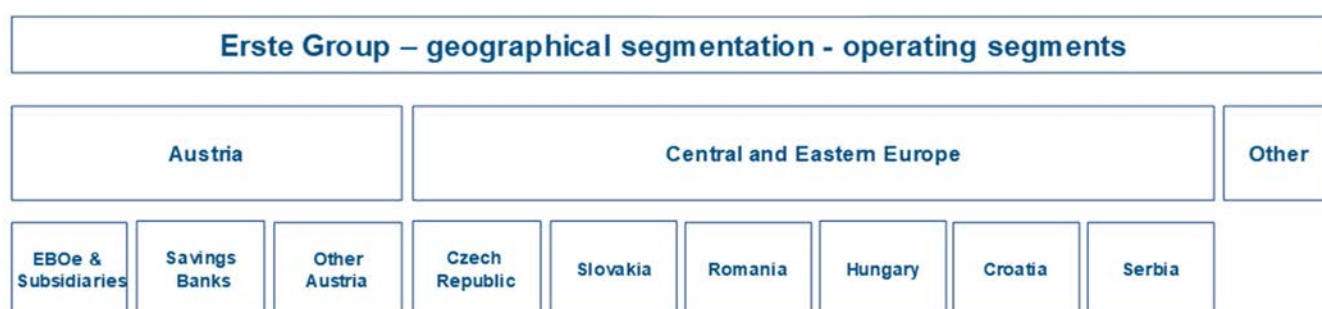 Erste Group – geographical segmentation - operating segments
Austria
Central and Eastern Europe
Other
EBOe &
Subsidiaries
Savings
Banks
Other
Austria
Czech
Republic
Slovakia
Romania
Hungary
Croatia
Serbia